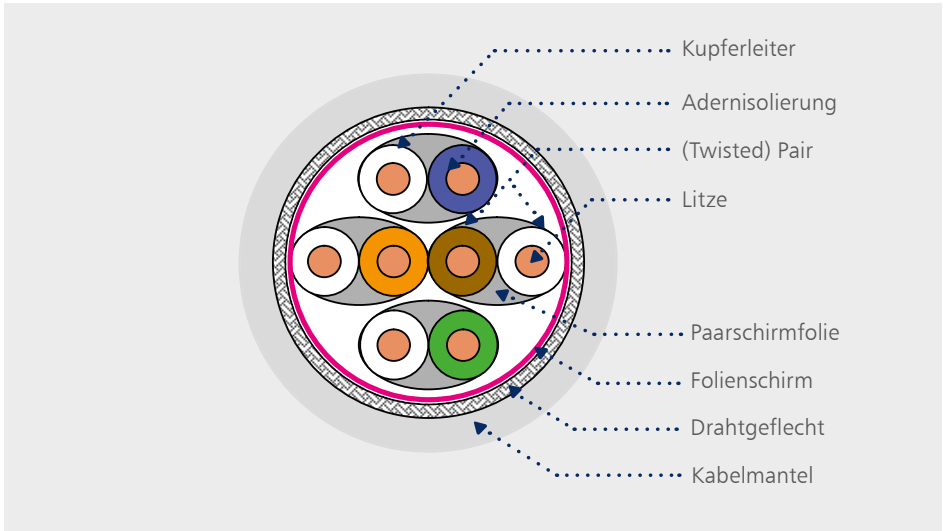 Kupferleiter
Adernisolierung
(Twisted) Pair
Litze
Paarschirmfolie
Folienschirm
Drahtgeflecht
Kabelmantel